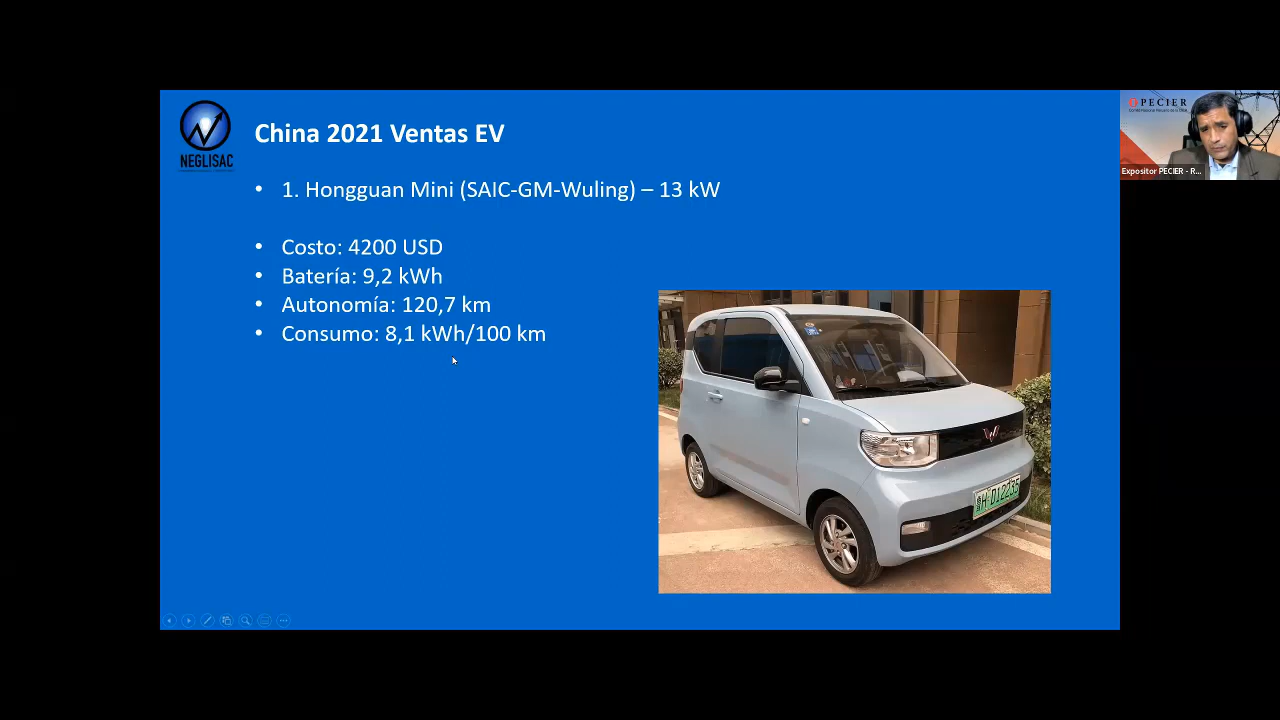 China 2021 Ventas EV
NEGLISAC
• 1. Hongguan Mini (SAIC-GM-Wuling) – 13 kW
• Costo: 4200 USD
• Batería: 9,2 kWh
• Autonomía: 120,7 km
• Consumo: 8,1 kWh/100 km
PECIER
Expositor PECIER - R...